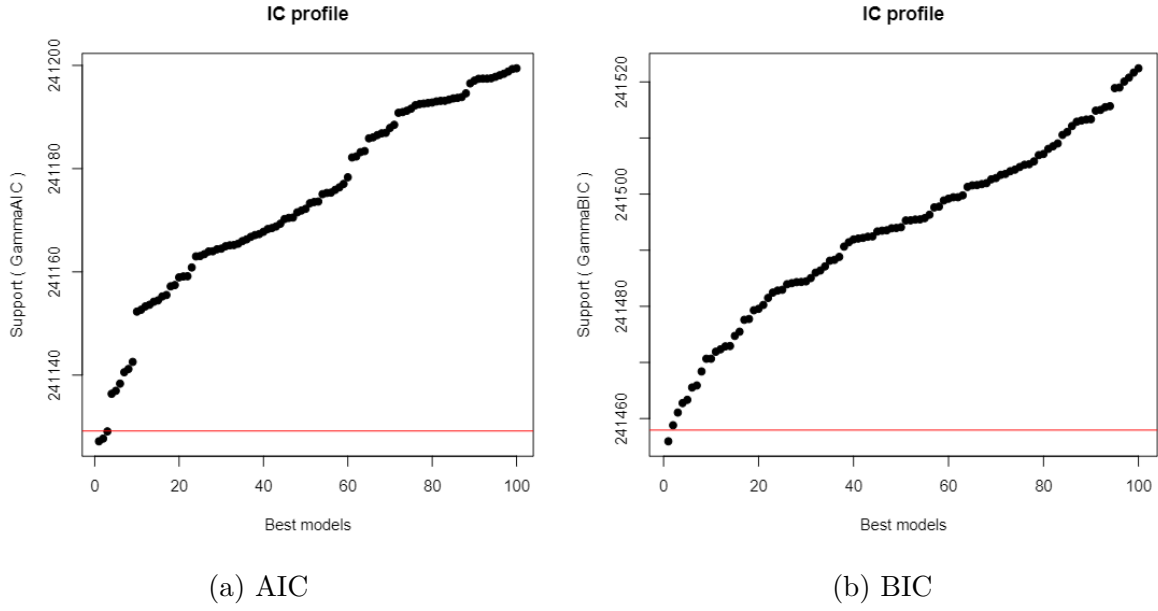 IC profile
Support ( GammaAIC )
241200
241180
241160
241140
0 20 40 60 80 100
Best models
(a) AIC
IC profile
Support ( GammaBIC )
241520
241500
241480
241460
0 20 40 60 80 100
Best models
(b) BIC